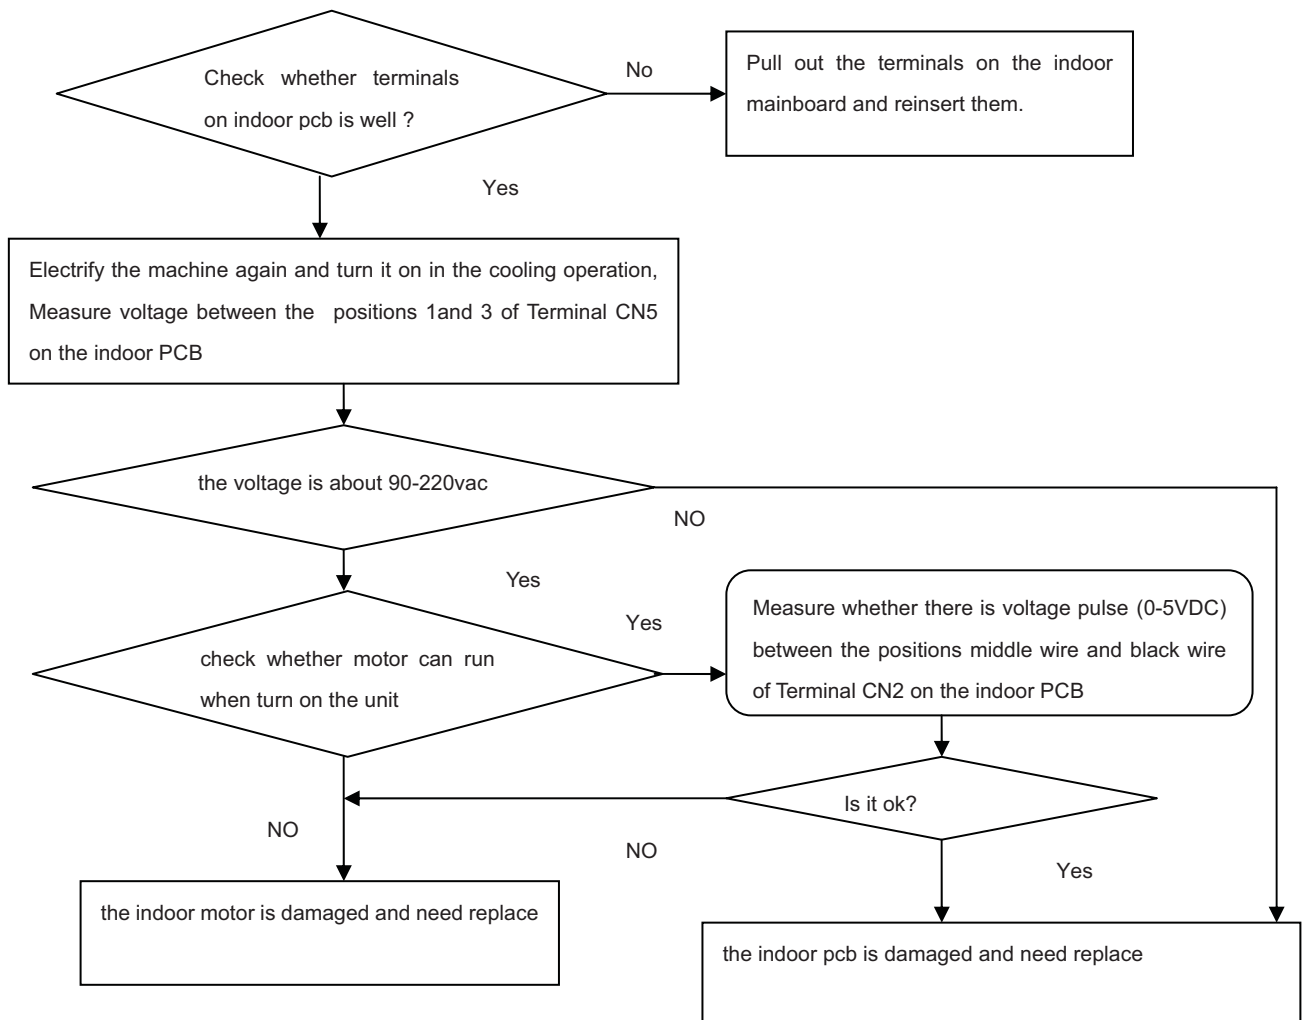 Check whether terminals
on indoor pcb is well ?
No
Pull out the terminals on the indoor
mainboard and reinsert them.
Yes
Electrify the machine again and turn it on in the cooling operation,
Measure voltage between the positions 1and 3 of Terminal CN5
on the indoor PCB
the voltage is about 90-220vac
NO
Yes
check whether motor can run
when turn on the unit
Yes
Measure whether there is voltage pulse (0-5VDC)
between the positions middle wire and black wire
of Terminal CN2 on the indoor PCB
Is it ok?
NO
NO
Yes
the indoor motor is damaged and need replace
the indoor pcb is damaged and need replace